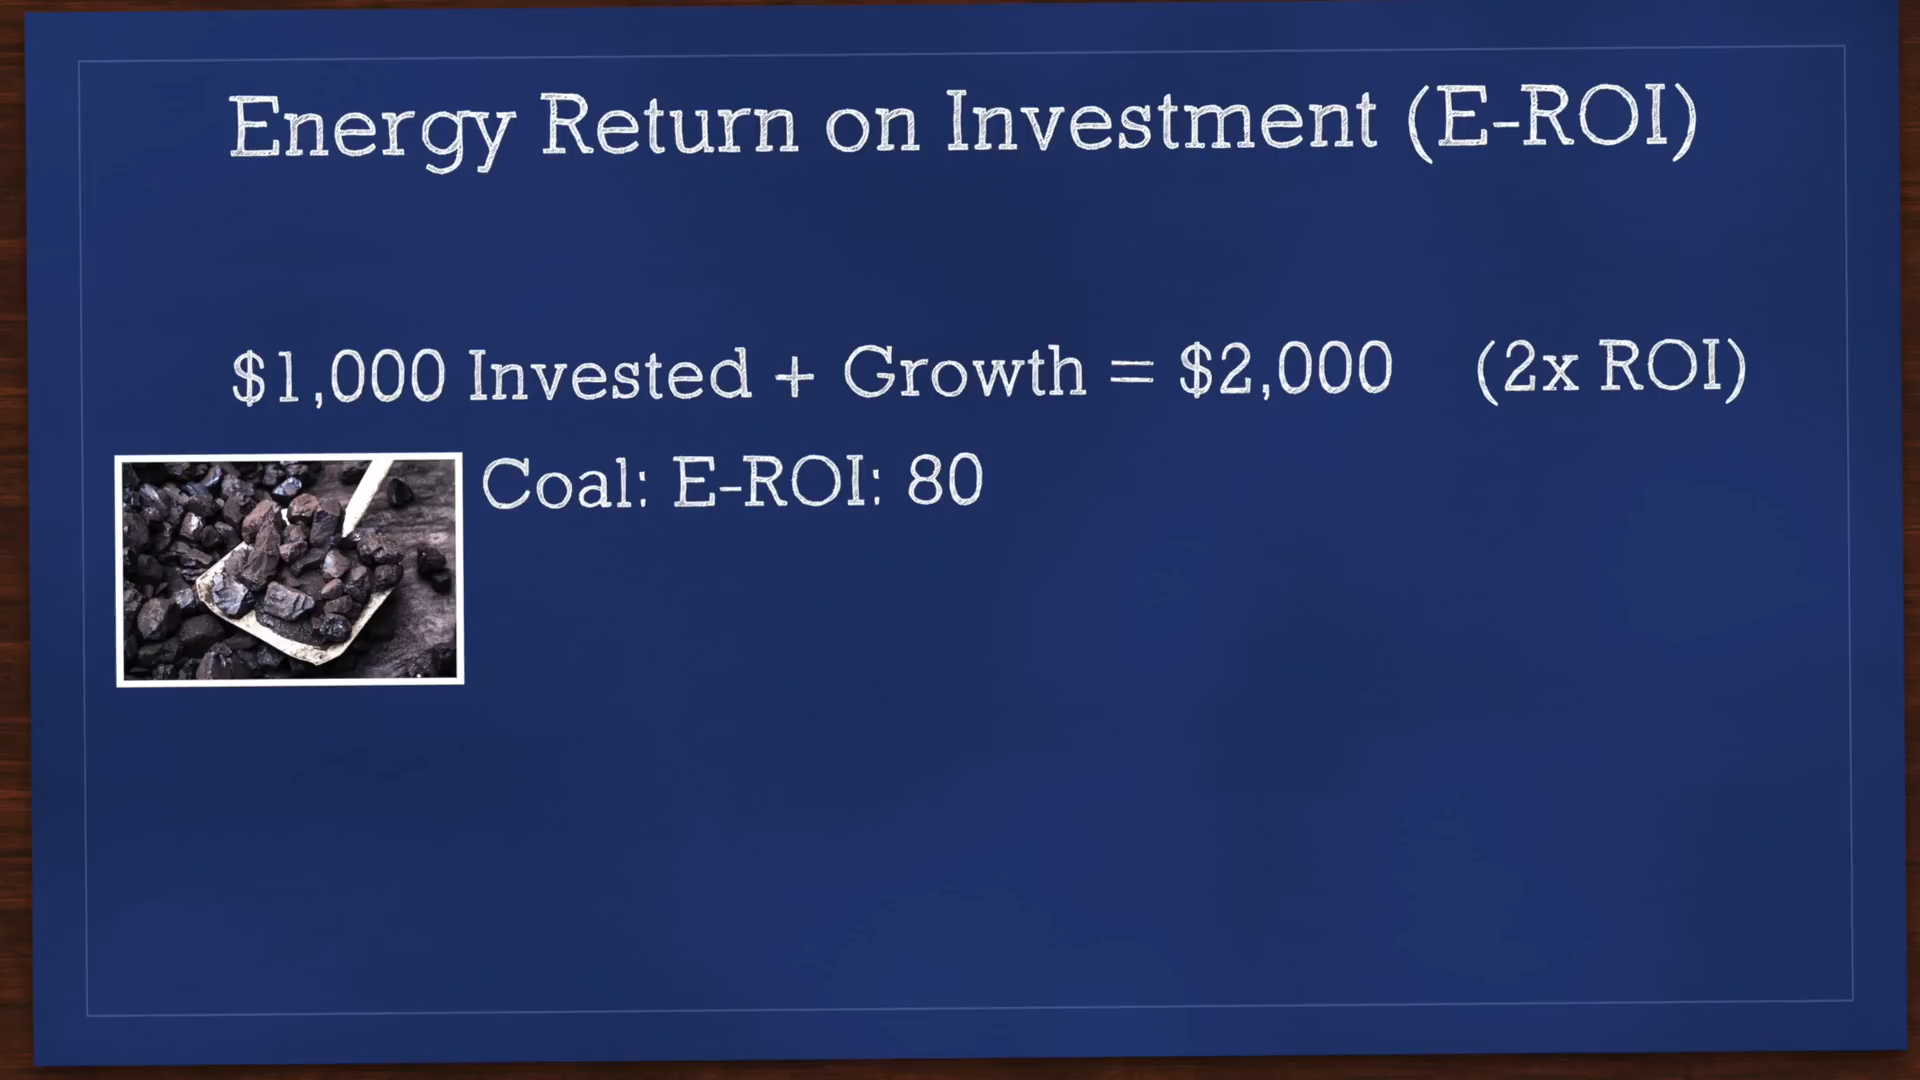 Energy Return on Investment (E-ROI)
$1,000 Invested + Growth = $2,000 (2x ROI)
Coal: E-ROI: 80